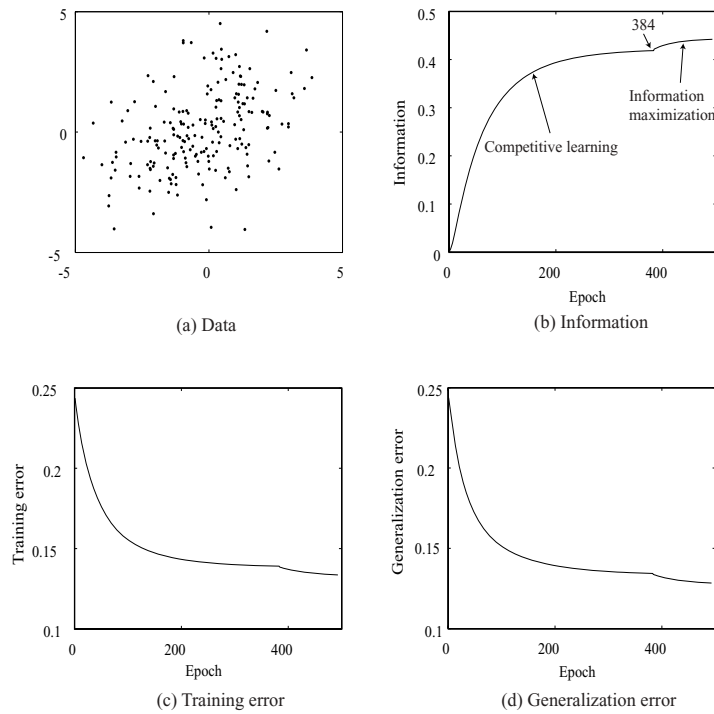 5
0
-5
-5
0
5
(a) Data
0.5
0.4
0.3
0.2
0.1
0
0
200
400
Information
Epoch
384
Information
maximization
Competitive learning
(b) Information
0.25
0.2
0.15
0.1
0
200
400
Training error
Epoch
(c) Training error
0.25
0.2
0.15
0.1
0
200
400
Generalization error
Epoch
(d) Generalization error